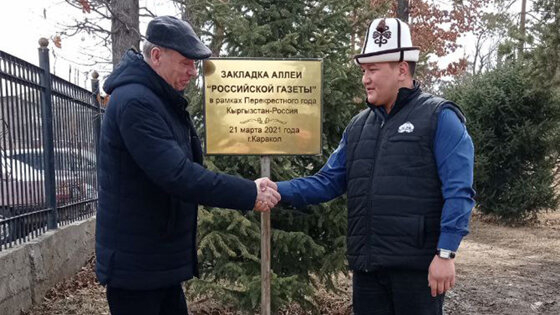 ЗАКЛАДКА АЛЛЕИ
"РОССИЙСКОЙ ГАЗЕТЫ"
в рамках Перекрестного года
Кыргызстан-Россия
21 марта 2021 года
г.Каракол